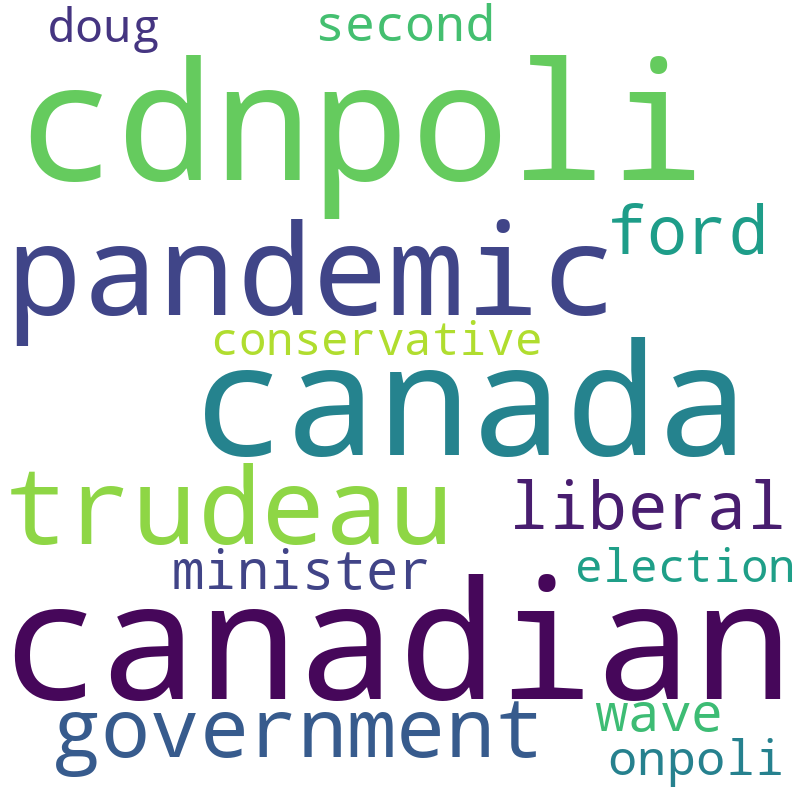 doug second
cdnpoli
ford
pandemic
conservative
canada
trudeau
liberal
minister election
canadian
government
wave
onpoli